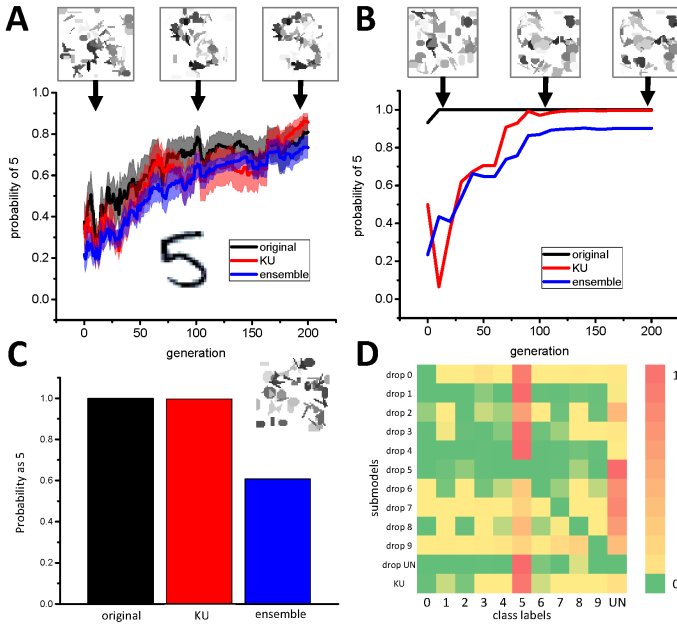 A
probability of 5
1.0
0.8
0.6
0.4
0.2
0.0
5
original
KU
ensemble
0
50
100
150
200
generation
B
probability of 5
1.0
0.8
0.6
0.4
0.2
0.0
original
KU
ensemble
0
50
100
150
200
generation
C
Probability as 5
1.0
0.8
0.6
0.4
0.2
0.0
original
KU
ensemble
D
submodels
drop 0
drop 1
drop 2
drop 3
drop 4
drop 5
drop 6
drop 7
drop 8
drop 9
drop UN
KU
0 1 2 3 4 5 6 7 8 9 UN
class labels
1
0